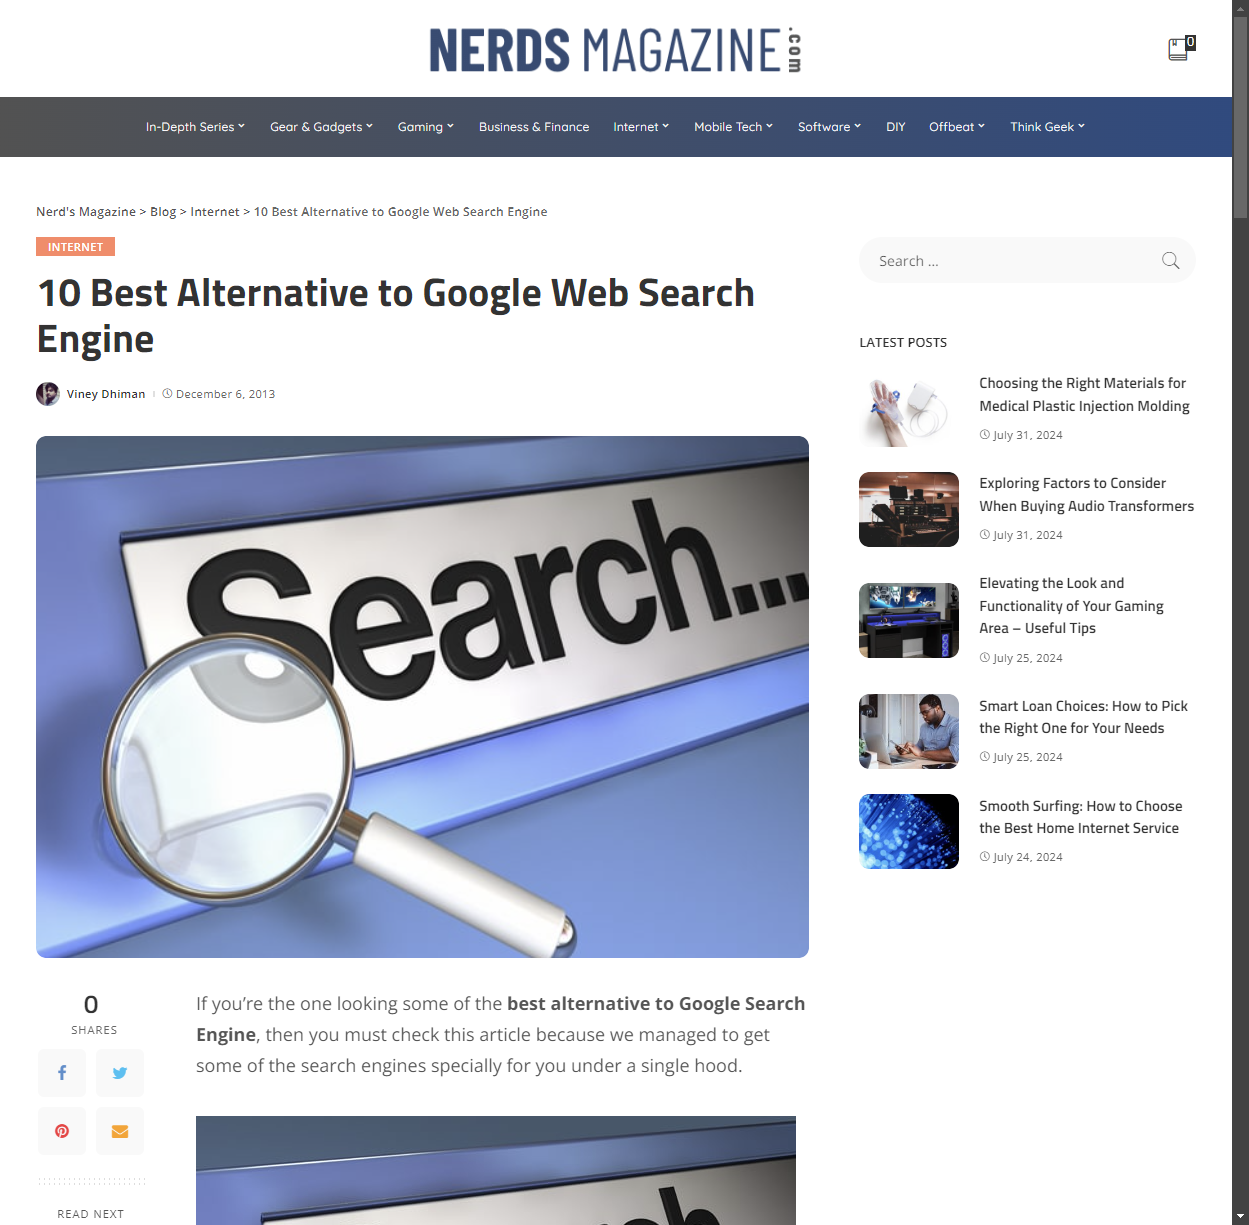 NERDS MAGAZINE .com
0
In-Depth Series Gear & Gadgets Gaming Business & Finance Internet Mobile Tech Software DIY Offbeat Think Geek
Nerd's Magazine > Blog > Internet > 10 Best Alternative to Google Web Search Engine
INTERNET
10 Best Alternative to Google Web Search
Engine
Viney Dhiman December 6, 2013
Search...
0
SHARES
If you're the one looking some of the best alternative to Google Search
Engine, then you must check this article because we managed to get
some of the search engines specially for you under a single hood.
Search...
READ NEXT
Search ...
LATEST POSTS
Choosing the Right Materials for
Medical Plastic Injection Molding
July 31, 2024
Exploring Factors to Consider
When Buying Audio Transformers
July 31, 2024
Elevating the Look and
Functionality of Your Gaming
Area – Useful Tips
July 25, 2024
Smart Loan Choices: How to Pick
the Right One for Your Needs
July 25, 2024
Smooth Surfing: How to Choose
the Best Home Internet Service
July 24, 2024